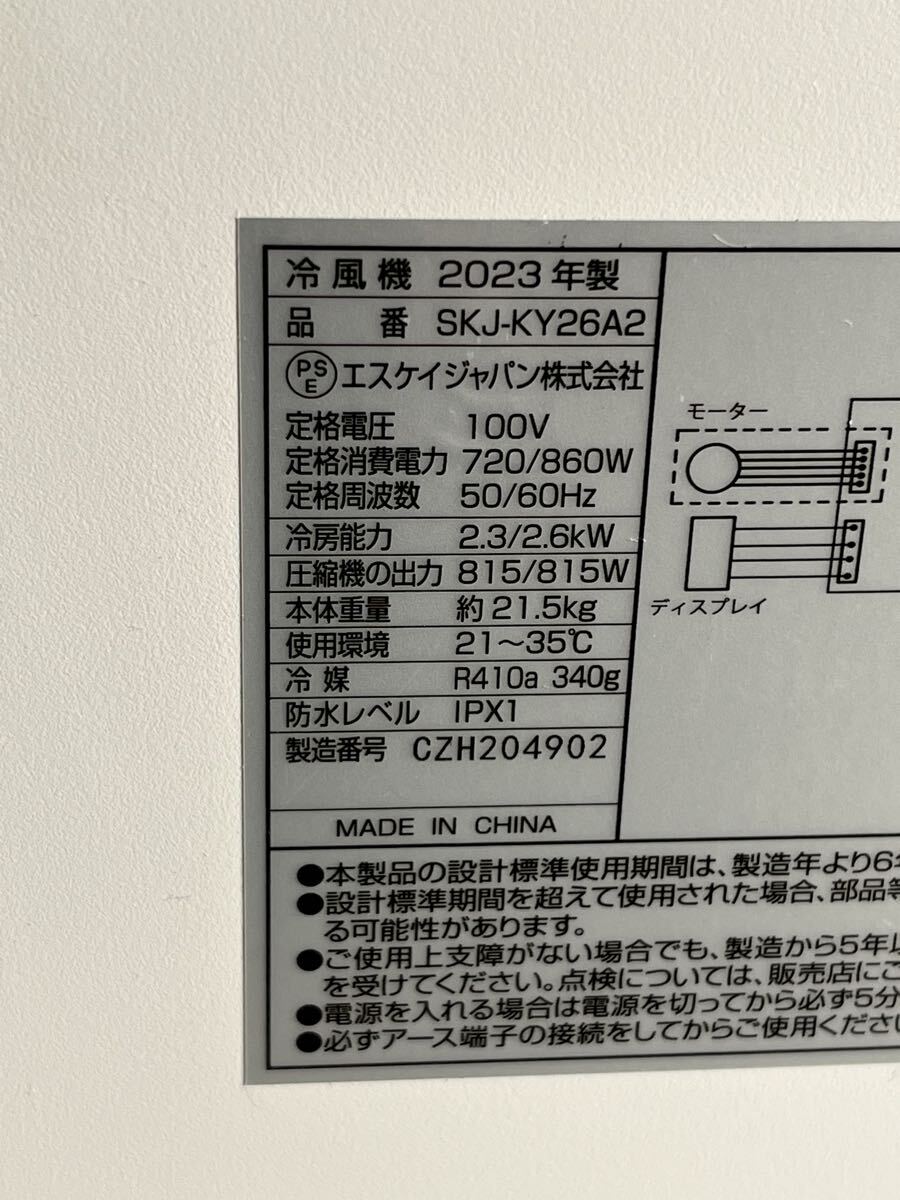 冷風機 2023年製
品 番 SKJ-KY26A2
PSE エスケイジャパン株式会社
定格電圧 100V
定格消費電力 720/860W
定格周波数 50/60Hz
冷房能力 2.3/2.6kW
圧縮機の出力 815/815W
本体重量 約21.5kg
使用環境 21～35℃
冷 媒 R410a 340g
防水レベル IPX1
製造番号 CZH204902
MADE IN CHINA
モーター
ディスプレイ
●本製品の設計標準使用期間は、製造年より6年
●設計標準期間を超えて使用された場合、部品等
る可能性があります。
●ご使用上支障がない場合でも、製造から5年以
を受けてください。点検については、販売店にご
●電源を入れる場合は電源を切ってから必ず5分
●必ずアース端子の接続をしてからご使用ください